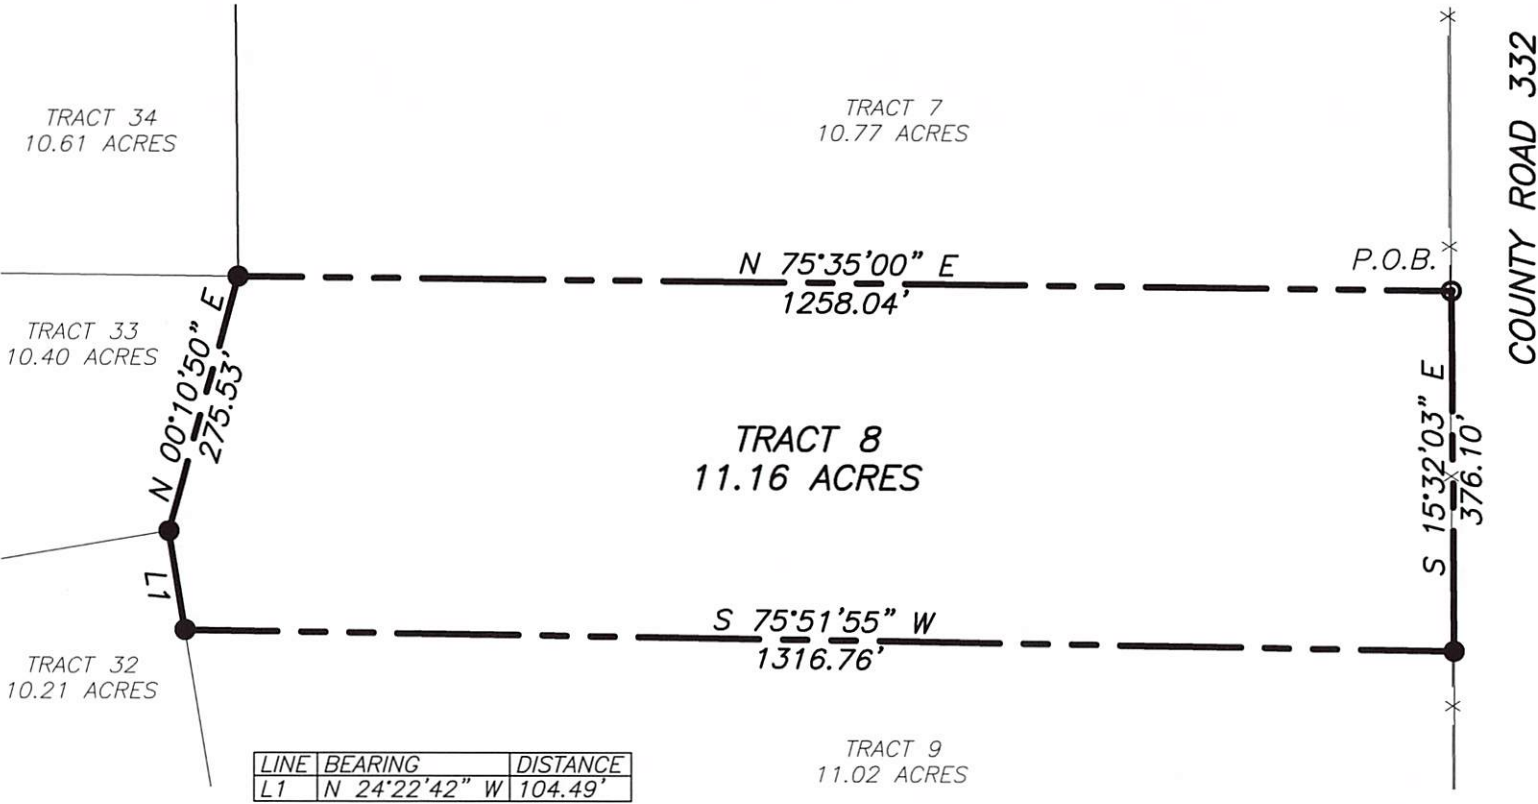 TRACT 34
10.61 ACRES
TRACT 7
10.77 ACRES
COUNTY ROAD 332
P.O.B.
N 75°35'00" E
1258.04'
TRACT 33
10.40 ACRES
N 00°10'50" E
275.53'
TRACT 8
11.16 ACRES
S 15°32'03" E
376.10'
L1
S 75°51'55" W
1316.76'
TRACT 32
10.21 ACRES
TRACT 9
11.02 ACRES
LINE BEARING DISTANCE
L1 N 24°22'42" W 104.49'